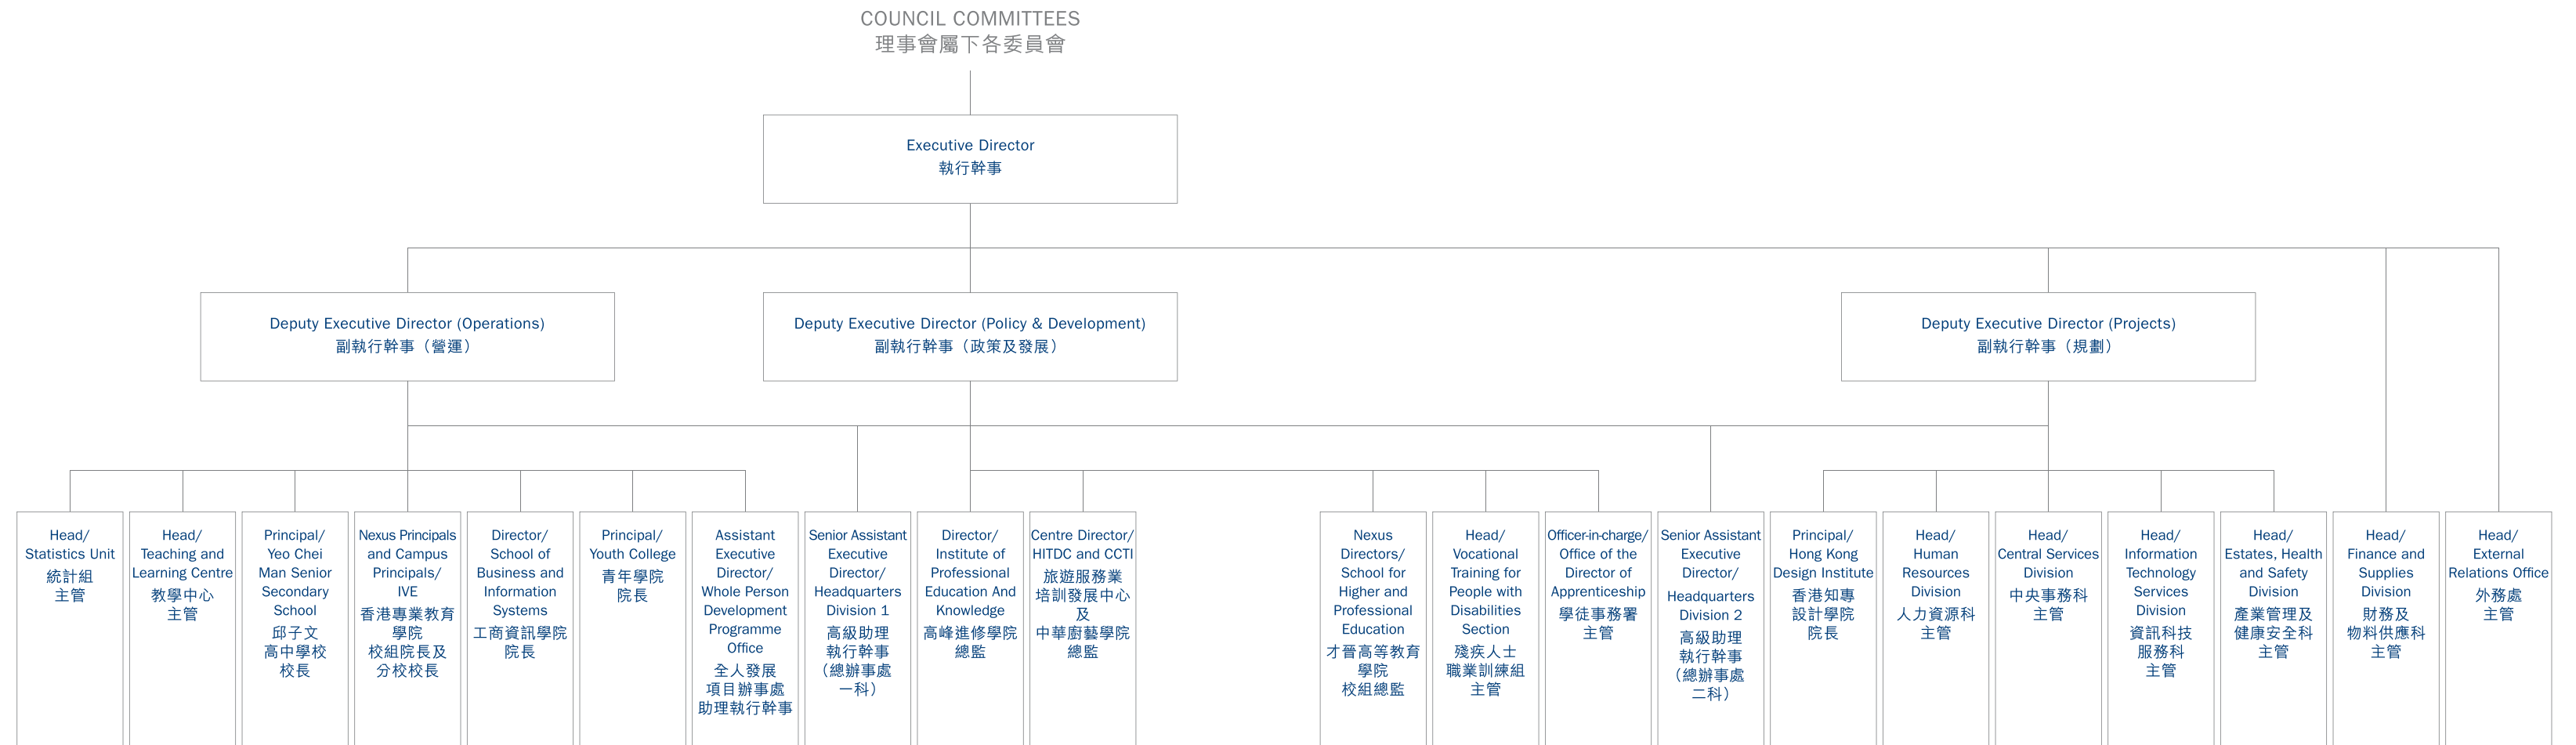 COUNCIL COMMITTEES
理事會屬下各委員會
Executive Director
執行幹事
Deputy Executive Director (Operations)
副執行幹事（營運）
Deputy Executive Director (Policy & Development)
副執行幹事（政策及發展）
Deputy Executive Director (Projects)
副執行幹事（規劃）
Head/
Statistics Unit
統計組
主管
Head/
Teaching and
Learning Centre
教學中心
主管
Principal/
Yeo Chei
Man Senior
Secondary
School
邱子文
高中學校
校長
Nexus Principals
and Campus
Principals/
IVE
香港專業教育
學院
校組院長及
分校校長
Director/
School of
Business and
Information
Systems
工商資訊學院
院長
Principal/
Youth College
青年學院
院長
Assistant
Executive
Director/
Whole Person
Development
Programme
Office
全人發展
項目辦事處
助理執行幹事
Senior Assistant
Executive
Director/
Headquarters
Division 1
高級助理
執行幹事
（總辦事處
一科）
Director/
Institute of
Professional
Education And
Knowledge
高峰進修學院
總監
Centre Director/
HITDC and CCTI
旅遊服務業
培訓發展中心
及
中華廚藝學院
總監
Nexus
Directors/
School for
Higher and
Professional
Education
才晉高等教育
學院
校組總監
Head/
Vocational
Training for
People with
Disabilities
Section
殘疾人士
職業訓練組
主管
Officer-in-charge/
Office of the
Director of
Apprenticeship
學徒事務署
主管
Senior Assistant
Executive
Director/
Headquarters
Division 2
高級助理
執行幹事
（總辦事處
二科）
Principal/
Hong Kong
Design Institute
香港知專
設計學院
院長
Head/
Human
Resources
Division
人力資源科
主管
Head/
Central Services
Division
中央事務科
主管
Head/
Information
Technology
Services
Division
資訊科技
服務科
主管
Head/
Estates, Health
and Safety
Division
產業管理及
健康安全科
主管
Head/
Finance and
Supplies
Division
財務及
物料供應科
主管
Head/
External
Relations Office
外務處
主管